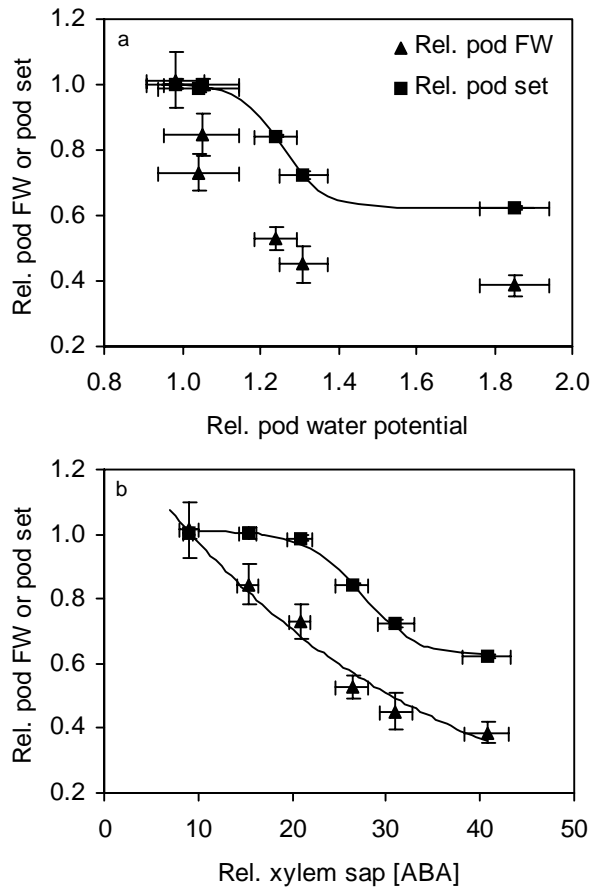 a
Rel. pod FW
Rel. pod set
1.2
1.0
0.8
0.6
0.4
0.2
Rel. pod FW or pod set
0.8 1.0 1.2 1.4 1.6 1.8 2.0
Rel. pod water potential
b
1.2
1.0
0.8
0.6
0.4
0.2
Rel. pod FW or pod set
0 10 20 30 40 50
Rel. xylem sap [ABA]